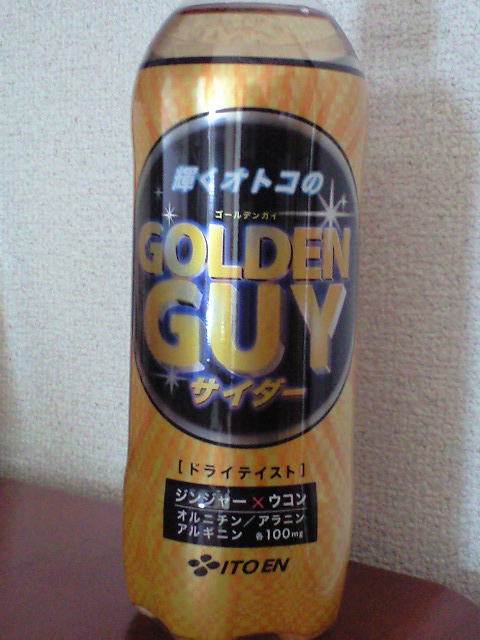 輝くオトコの
ゴールデンガイ
GOLDEN
GUY
サイダー
[ドライテイスト]
ジンジャー×ウコン
オルニチン/アラニン
アルギニン 各100mg
ITO EN